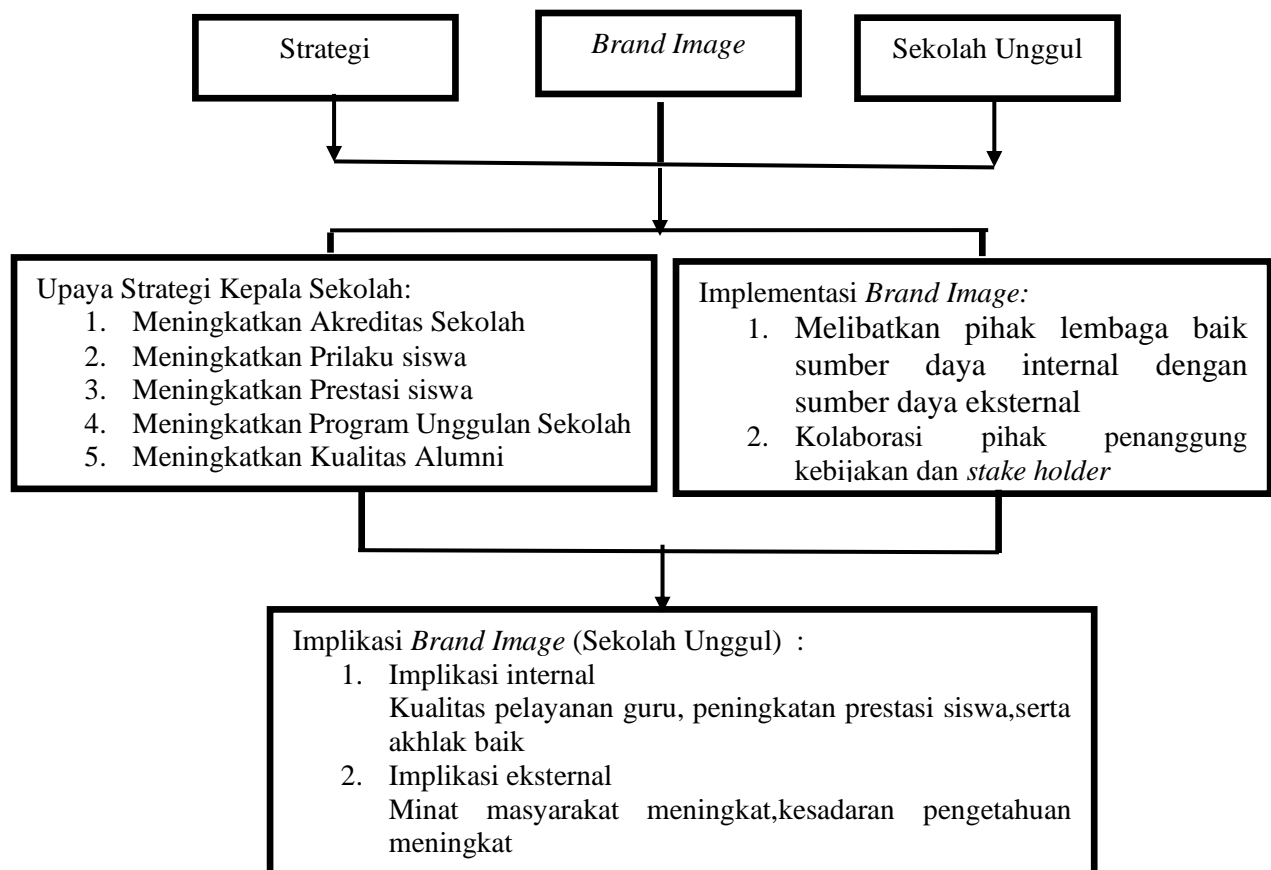 Strategi
Brand Image
Sekolah Unggul
Upaya Strategi Kepala Sekolah:
1. Meningkatkan Akreditas Sekolah
2. Meningkatkan Prilaku siswa
3. Meningkatkan Prestasi siswa
4. Meningkatkan Program Unggulan Sekolah
5. Meningkatkan Kualitas Alumni
Implementasi Brand Image:
1. Melibatkan pihak lembaga baik
sumber daya internal dengan
sumber daya eksternal
2. Kolaborasi pihak penanggung
kebijakan dan stake holder
Implikasi Brand Image (Sekolah Unggul) :
1. Implikasi internal
Kualitas pelayanan guru, peningkatan prestasi siswa,serta
akhlak baik
2. Implikasi eksternal
Minat masyarakat meningkat,kesadaran pengetahuan
meningkat